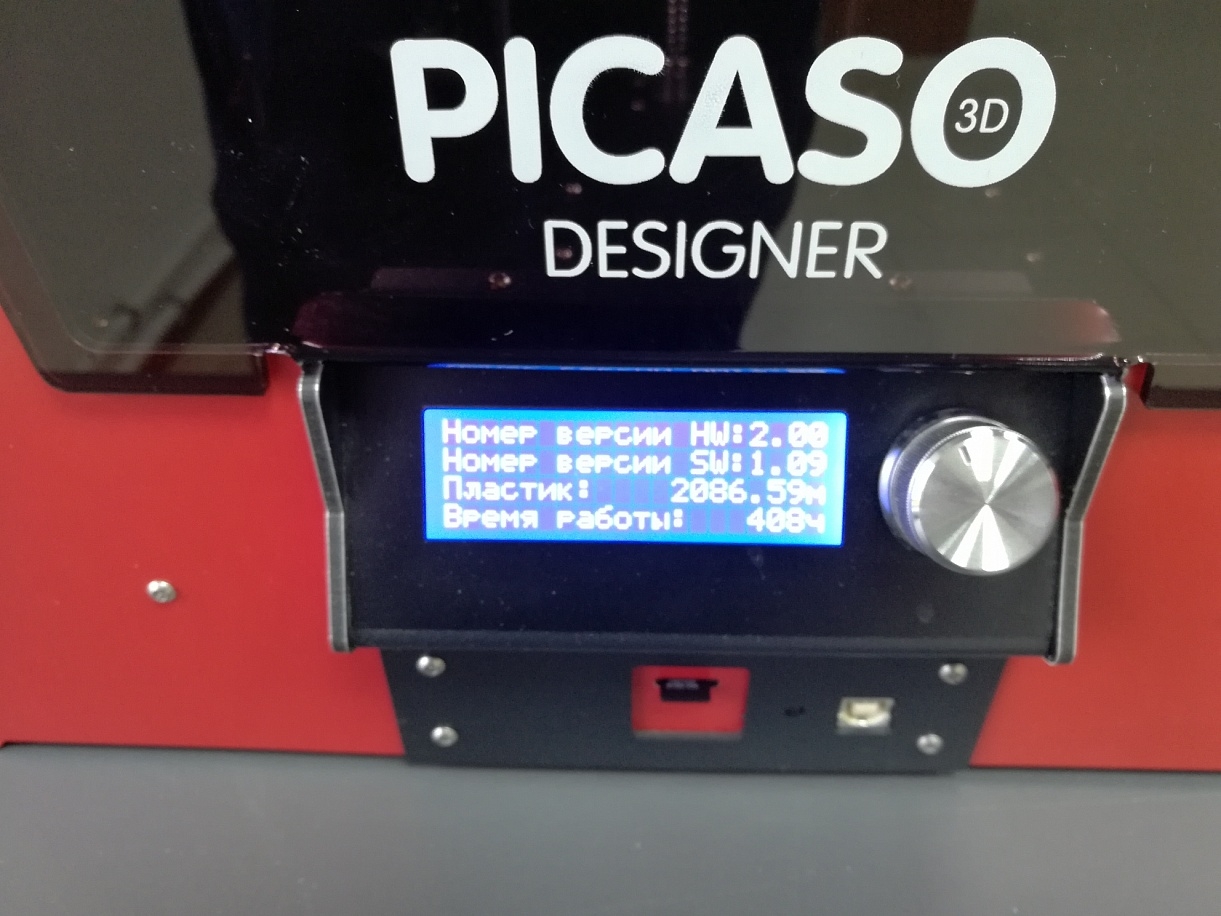 PICASO
3D
DESIGNER
Номер версии HW:2.00
Номер версии SW:1.09
Пластик: 2086.59м
Время работы: 408ч